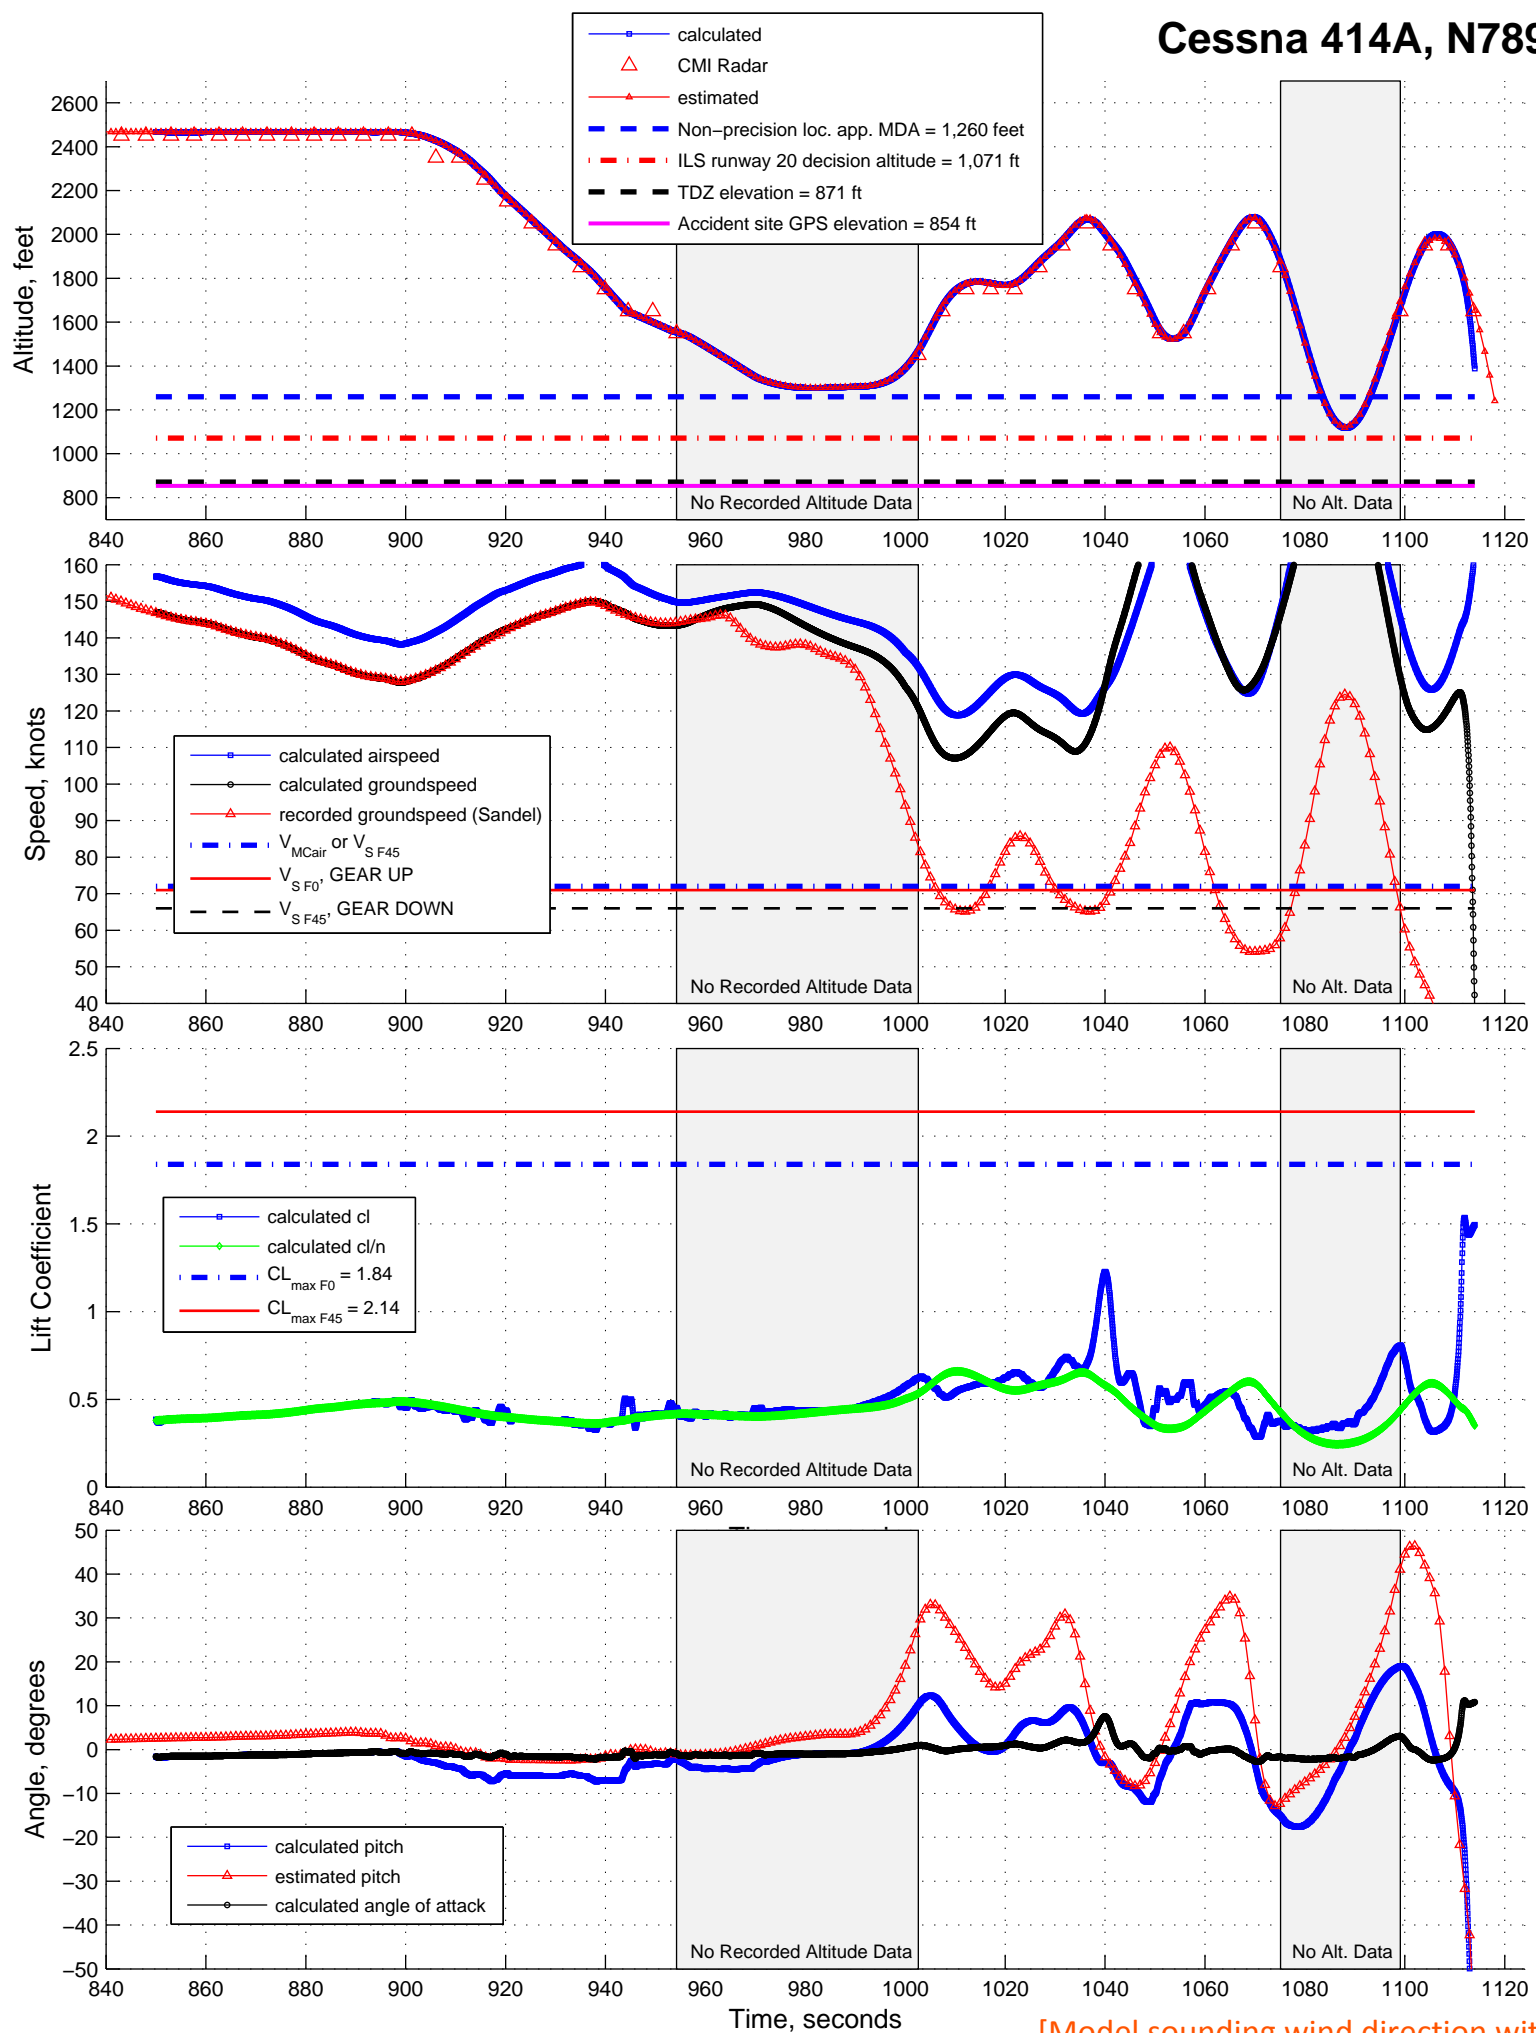 Cessna 414A, N789
calculated
CMI Radar
estimated
Non−precision loc. app. MDA = 1,260 feet
ILS runway 20 decision altitude = 1,071 ft
TDZ elevation = 871 ft
Accident site GPS elevation = 854 ft
Altitude, feet
2600
2400
2200
2000
1800
1600
1400
1200
1000
800
No Recorded Altitude Data
No Alt. Data
840 860 880 900 920 940 960 980 1000 1020 1040 1060 1080 1100 1120
Speed, knots
160
150
140
130
120
110
100
90
80
70
60
50
40
calculated airspeed
calculated groundspeed
recorded groundspeed (Sandel)
VMCair or VS F45
VS F0, GEAR UP
VS F45, GEAR DOWN
No Recorded Altitude Data
No Alt. Data
840 860 880 900 920 940 960 980 1000 1020 1040 1060 1080 1100 1120
Lift Coefficient
2.5
2
1.5
1
0.5
0
calculated cl
calculated cl/n
CLmax F0 = 1.84
CLmax F45 = 2.14
No Recorded Altitude Data
No Alt. Data
840 860 880 900 920 940 960 980 1000 1020 1040 1060 1080 1100 1120
Angle, degrees
50
40
30
20
10
0
−10
−20
−30
−40
−50
calculated pitch
estimated pitch
calculated angle of attack
No Recorded Altitude Data
No Alt. Data
840 860 880 900 920 940 960 980 1000 1020 1040 1060 1080 1100 1120
Time, seconds
[Model sounding wind direction wit